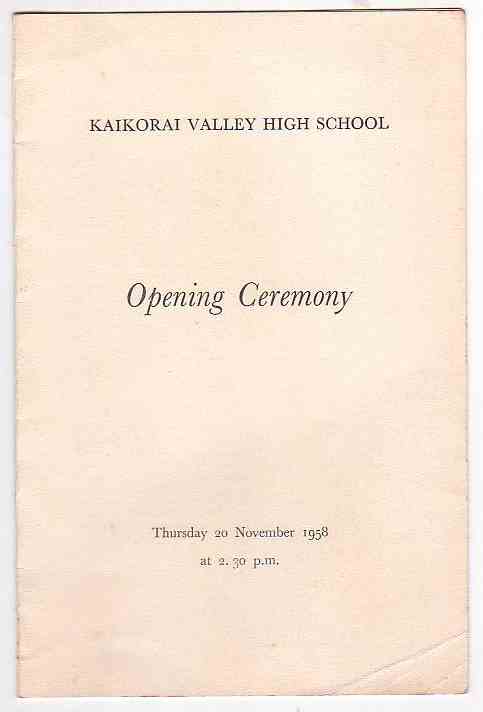 KAIKORAI VALLEY HIGH SCHOOL
Opening Ceremony
Thursday 20 November 1958
at 2.30 p.m.